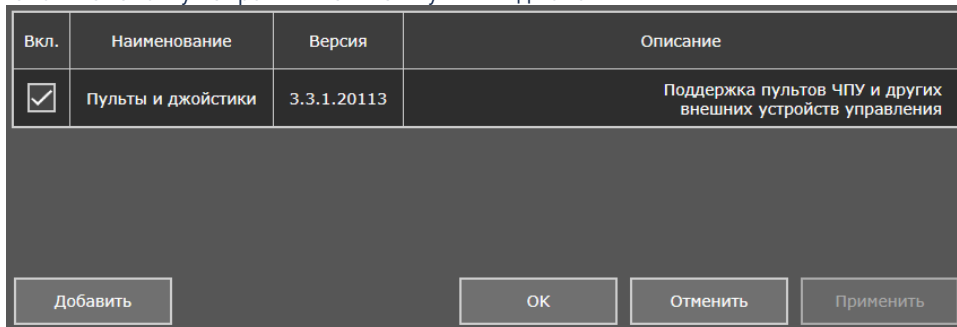 Вкл. Наименование Версия Описание
Пульты и джойстики 3.3.1.20113 Поддержка пультов ЧПУ и других
внешних устройств управления
Добавить ОК Отменить Применить